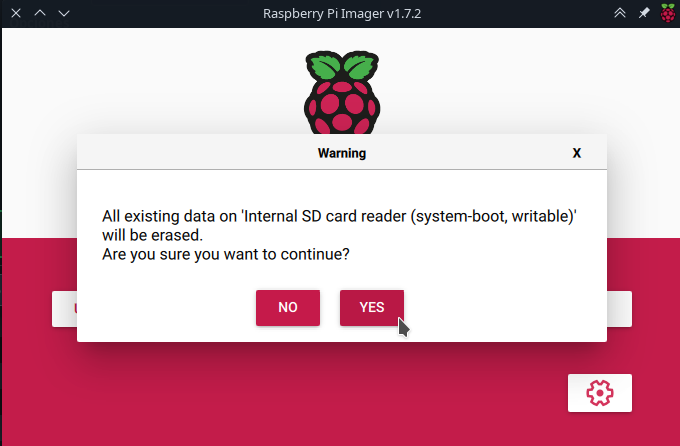 Raspberry Pi Imager v1.7.2
Warning
X
All existing data on 'Internal SD card reader (system-boot, writable)'
will be erased.
Are you sure you want to continue?
NO
YES